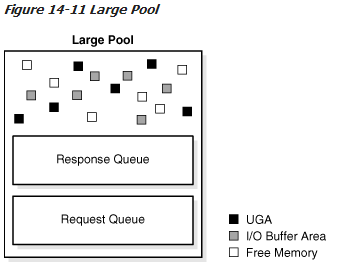 Figure 14-11 Large Pool
Large Pool
Response Queue
Request Queue
UGA
I/O Buffer Area
Free Memory